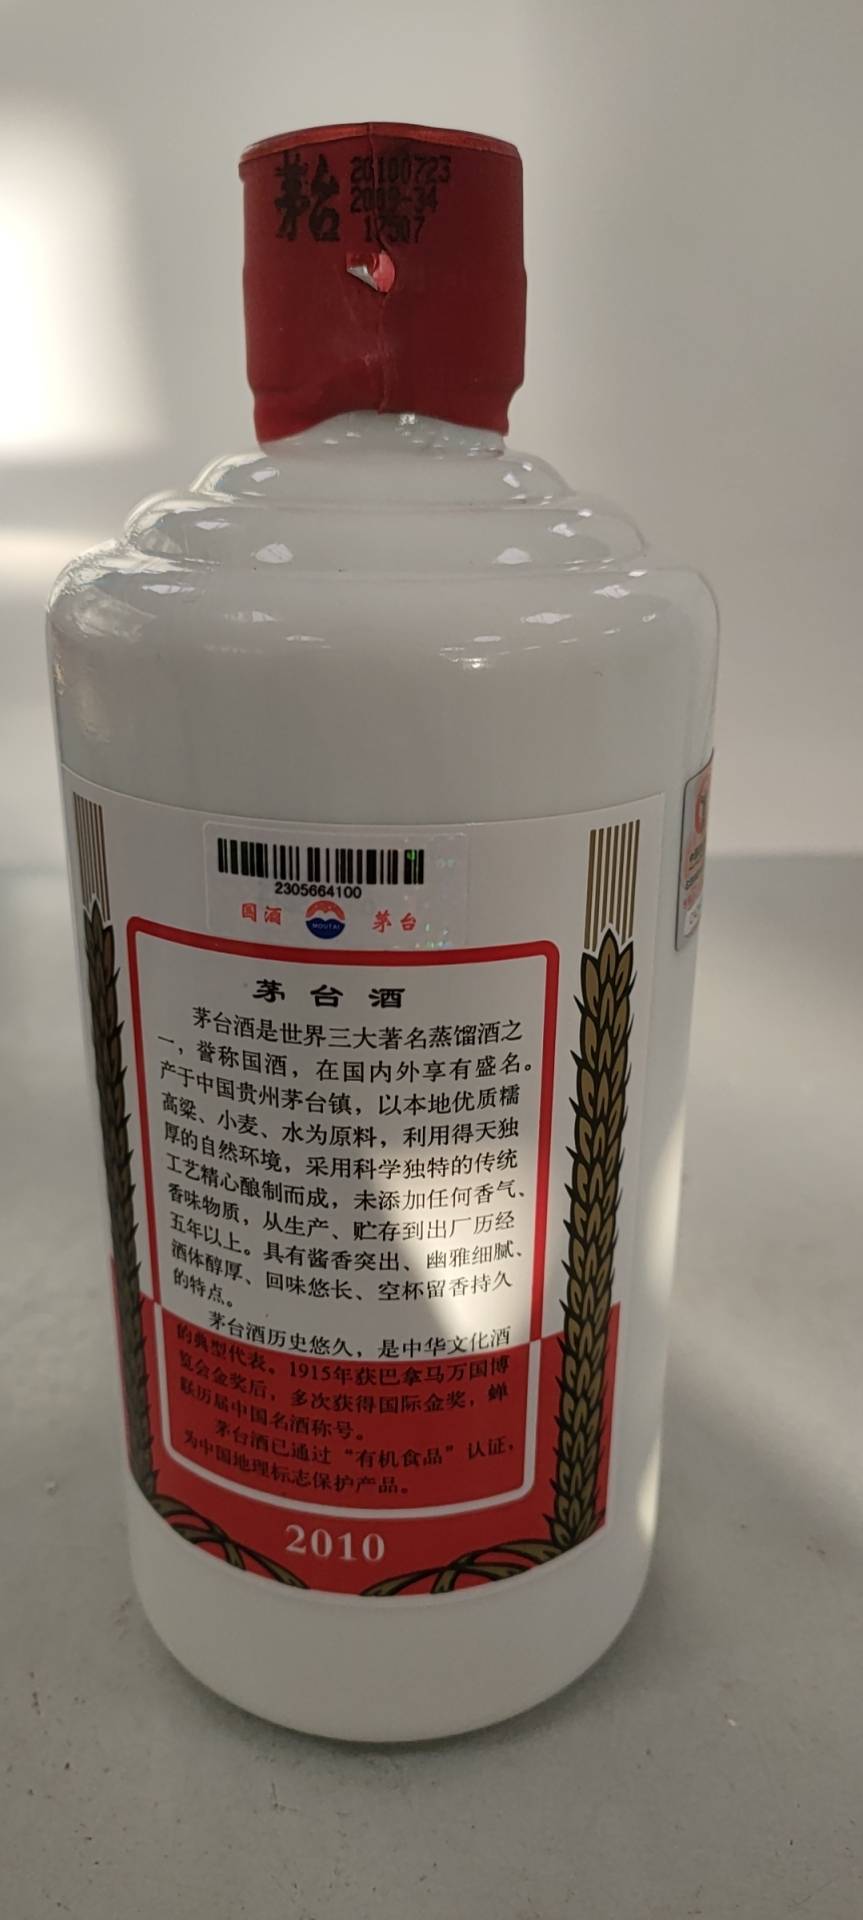 茅台
20100723
2009-34
17507
2305664100
国酒 MOUTAI 茅台
茅台酒
茅台酒是世界三大著名蒸馏酒之
一，誉称国酒，在国内外享有盛名。
产于中国贵州茅台镇，以本地优质糯
高粱、小麦、水为原料，利用得天独
厚的自然环境，采用科学独特的传统
工艺精心酿制而成，未添加任何香气、
香味物质，从生产、贮存到出厂历经
五年以上。具有酱香突出、幽雅细腻、
酒体醇厚、回味悠长、空杯留香持久
的特点。
茅台酒历史悠久，是中华文化酒
的典型代表。1915年获巴拿马万国博
览会金奖后，多次获得国际金奖，蝉
联历届中国名酒称号。
茅台酒已通过“有机食品”认证，
为中国地理标志保护产品。
2010